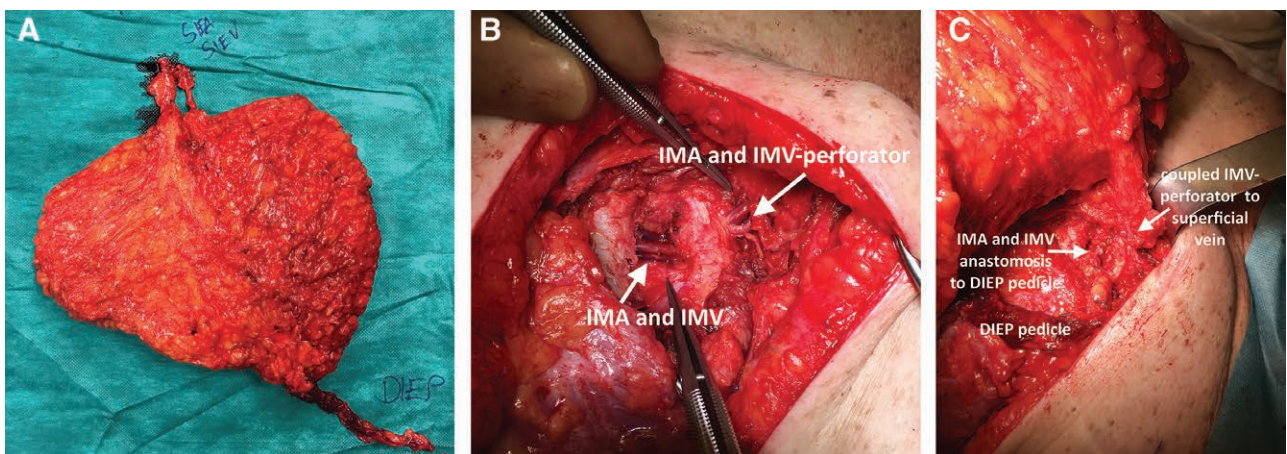 A
SIEA
SIEV
DIEP
B
IMA and IMV-perforator
IMA and IMV
C
coupled IMV-
perforator to
superficial
vein
IMA and IMV
anastomosis
to DIEP pedicle
DIEP pedicle